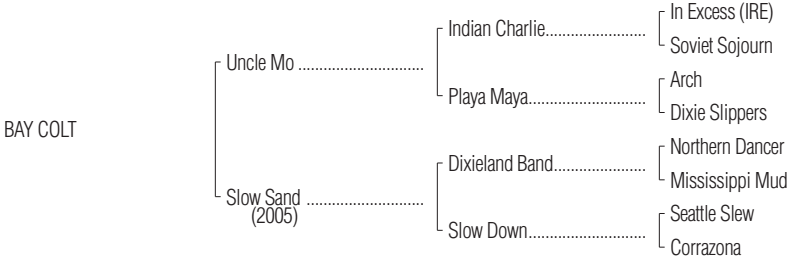 In Excess (IRE)
Indian Charlie
Soviet Sojourn
Uncle Mo
Arch
Playa Maya
Dixie Slippers
BAY COLT
Northern Dancer
Dixieland Band
Mississippi Mud
Slow Sand
(2005)
Seattle Slew
Slow Down
Corrazona